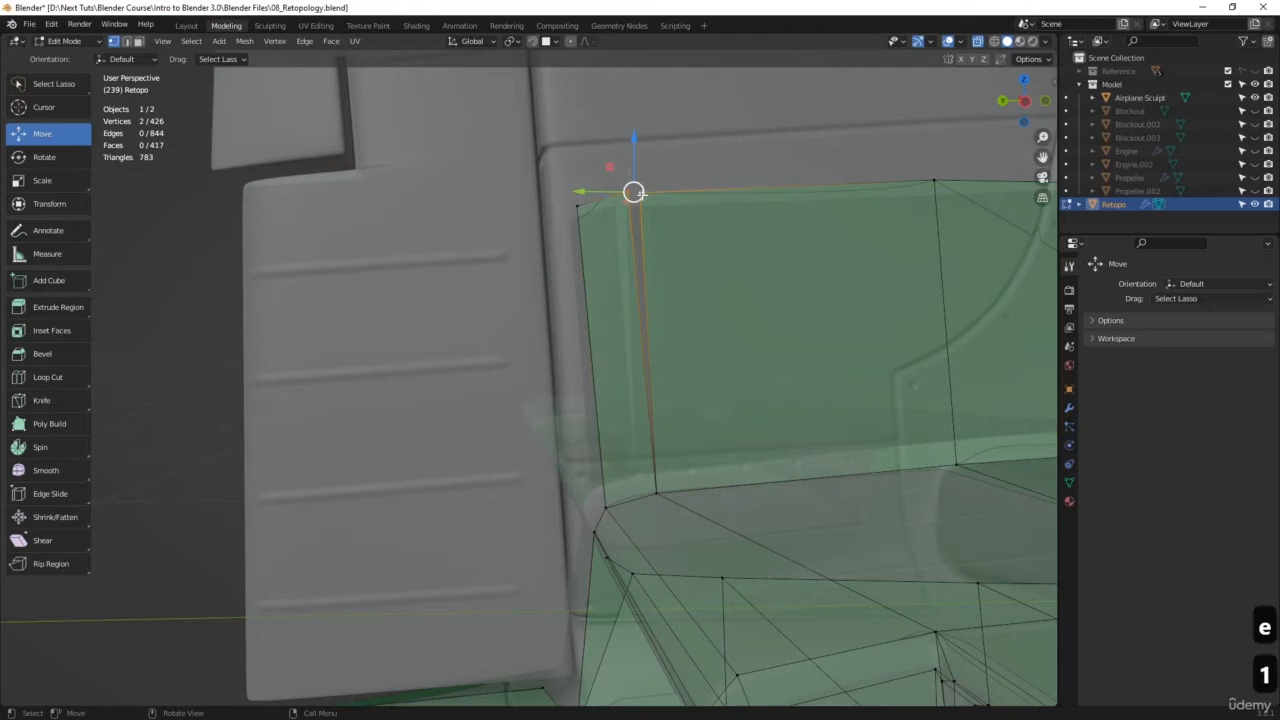 Blender* [D:\Next Tuts\Blender Course\Intro to Blender 3.0\Blender Files\08_Retopology.blend]
File Edit Render Window Help Layout Modeling Sculpting UV Editing Texture Paint Shading Animation Rendering Compositing Geometry Nodes Scripting Scene ViewLayer
Edit Mode View Select Add Mesh Vertex Edge Face UV Global
Orientation: Default Drag: Select Lass X Y Z Options
Select Lasso
Cursor
Move
Rotate
Scale
Transform
Annotate
Measure
Add Cube
Extrude Region
Inset Faces
Bevel
Loop Cut
Knife
Poly Build
Spin
Smooth
Edge Slide
Shrink/Fatten
Shear
Rip Region
User Perspective
(239) Retopo
Objects 1/2
Vertices 2/426
Edges 0/844
Faces 0/417
Triangles 783
Z
Y
Scene Collection
Reference
Model
Airplane Sculpt
Blockout
Blockout.002
Blockout.003
Engine
Engine.002
Propeller
Propeller.002
Retopo
Move
Orientation Default
Drag: Select Lasso
Options
Workspace
e
1
ûdemy
Select Move Rotate View Call Menu 3.0.1